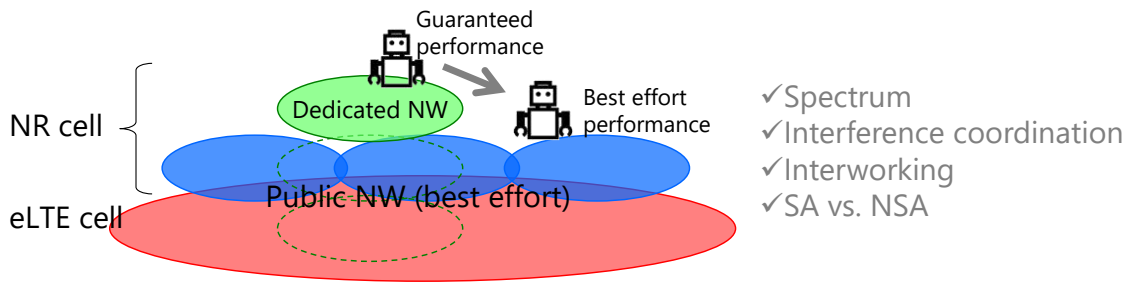 Guaranteed
performance
Dedicated NW
Best effort
performance
NR cell
Public NW (best effort)
eLTE cell
✓Spectrum
✓Interference coordination
✓Interworking
✓SA vs. NSA